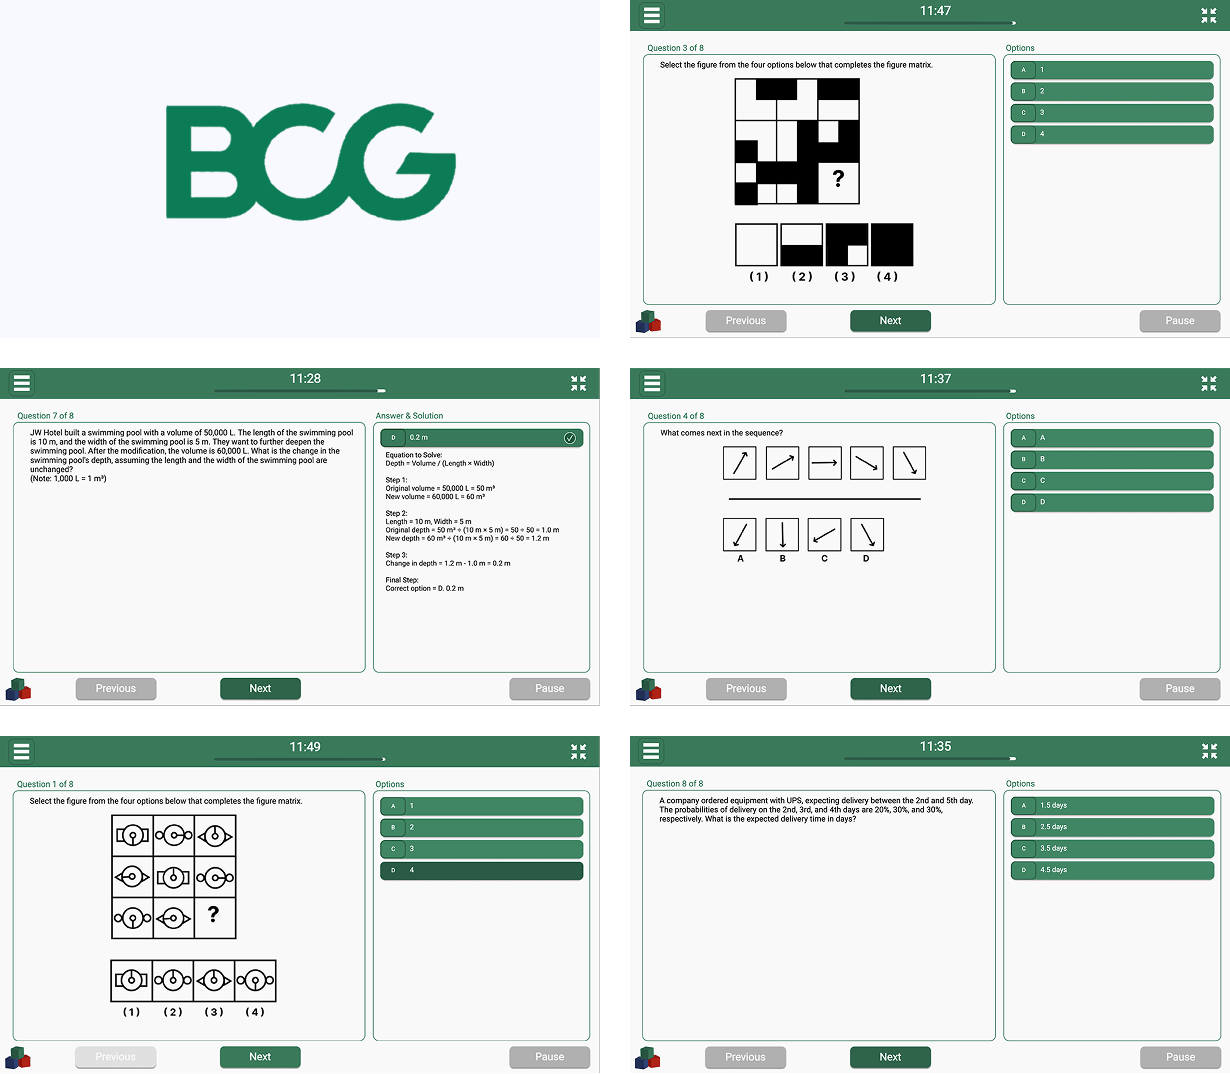 BCG
11:47
Question 3 of 8
Options
Select the figure from the four options below that completes the figure matrix.
A 1
B 2
C 3
D 4
?
(1) (2) (3) (4)
Previous
Next
Pause
11:28
Question 7 of 8
Answer & Solution
JW Hotel built a swimming pool with a volume of 50,000 L. The length of the swimming pool
is 10 m, and the width of the swimming pool is 5 m. They want to further deepen the
swimming pool. After the modification, the volume is 60,000 L. What is the change in the
swimming pool's depth, assuming the length and the width of the swimming pool are
unchanged?
(Note: 1,000 L = 1 m³)
D 0.2 m
Equation to Solve:
Depth = Volume / (Length × Width)
Step 1:
Original volume = 50,000 L = 50 m³
New volume = 60,000 L = 60 m³
Step 2:
Length = 10 m, Width = 5 m
Original depth = 50 m³ ÷ (10 m × 5 m) = 50 ÷ 50 = 1.0 m
New depth = 60 m³ ÷ (10 m × 5 m) = 60 ÷ 50 = 1.2 m
Step 3:
Change in depth = 1.2 m - 1.0 m = 0.2 m
Final Step:
Correct option = D. 0.2 m
Previous
Next
Pause
11:37
Question 4 of 8
Options
What comes next in the sequence?
A A
B B
C C
D D
A B C D
Previous
Next
Pause
11:49
Question 1 of 8
Options
Select the figure from the four options below that completes the figure matrix.
A 1
B 2
C 3
D 4
?
(1) (2) (3) (4)
Previous
Next
Pause
11:35
Question 8 of 8
Options
A company ordered equipment with UPS, expecting delivery between the 2nd and 5th day.
The probabilities of delivery on the 2nd, 3rd, and 4th days are 20%, 30%, and 30%,
respectively. What is the expected delivery time in days?
A 1.5 days
B 2.5 days
C 3.5 days
D 4.5 days
Previous
Next
Pause